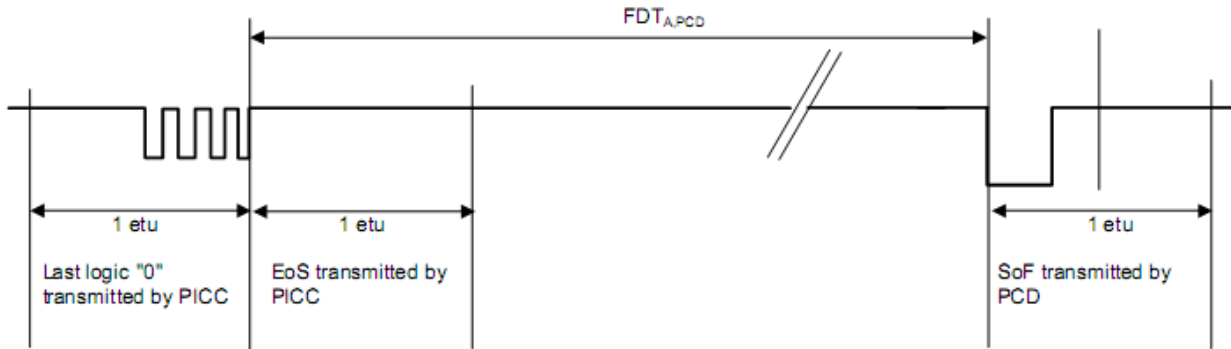 FDTA,PCD
1 etu
1 etu
1 etu
Last logic "0"
transmitted by PICC
EoS transmitted by
PICC
SoF transmitted by
PCD